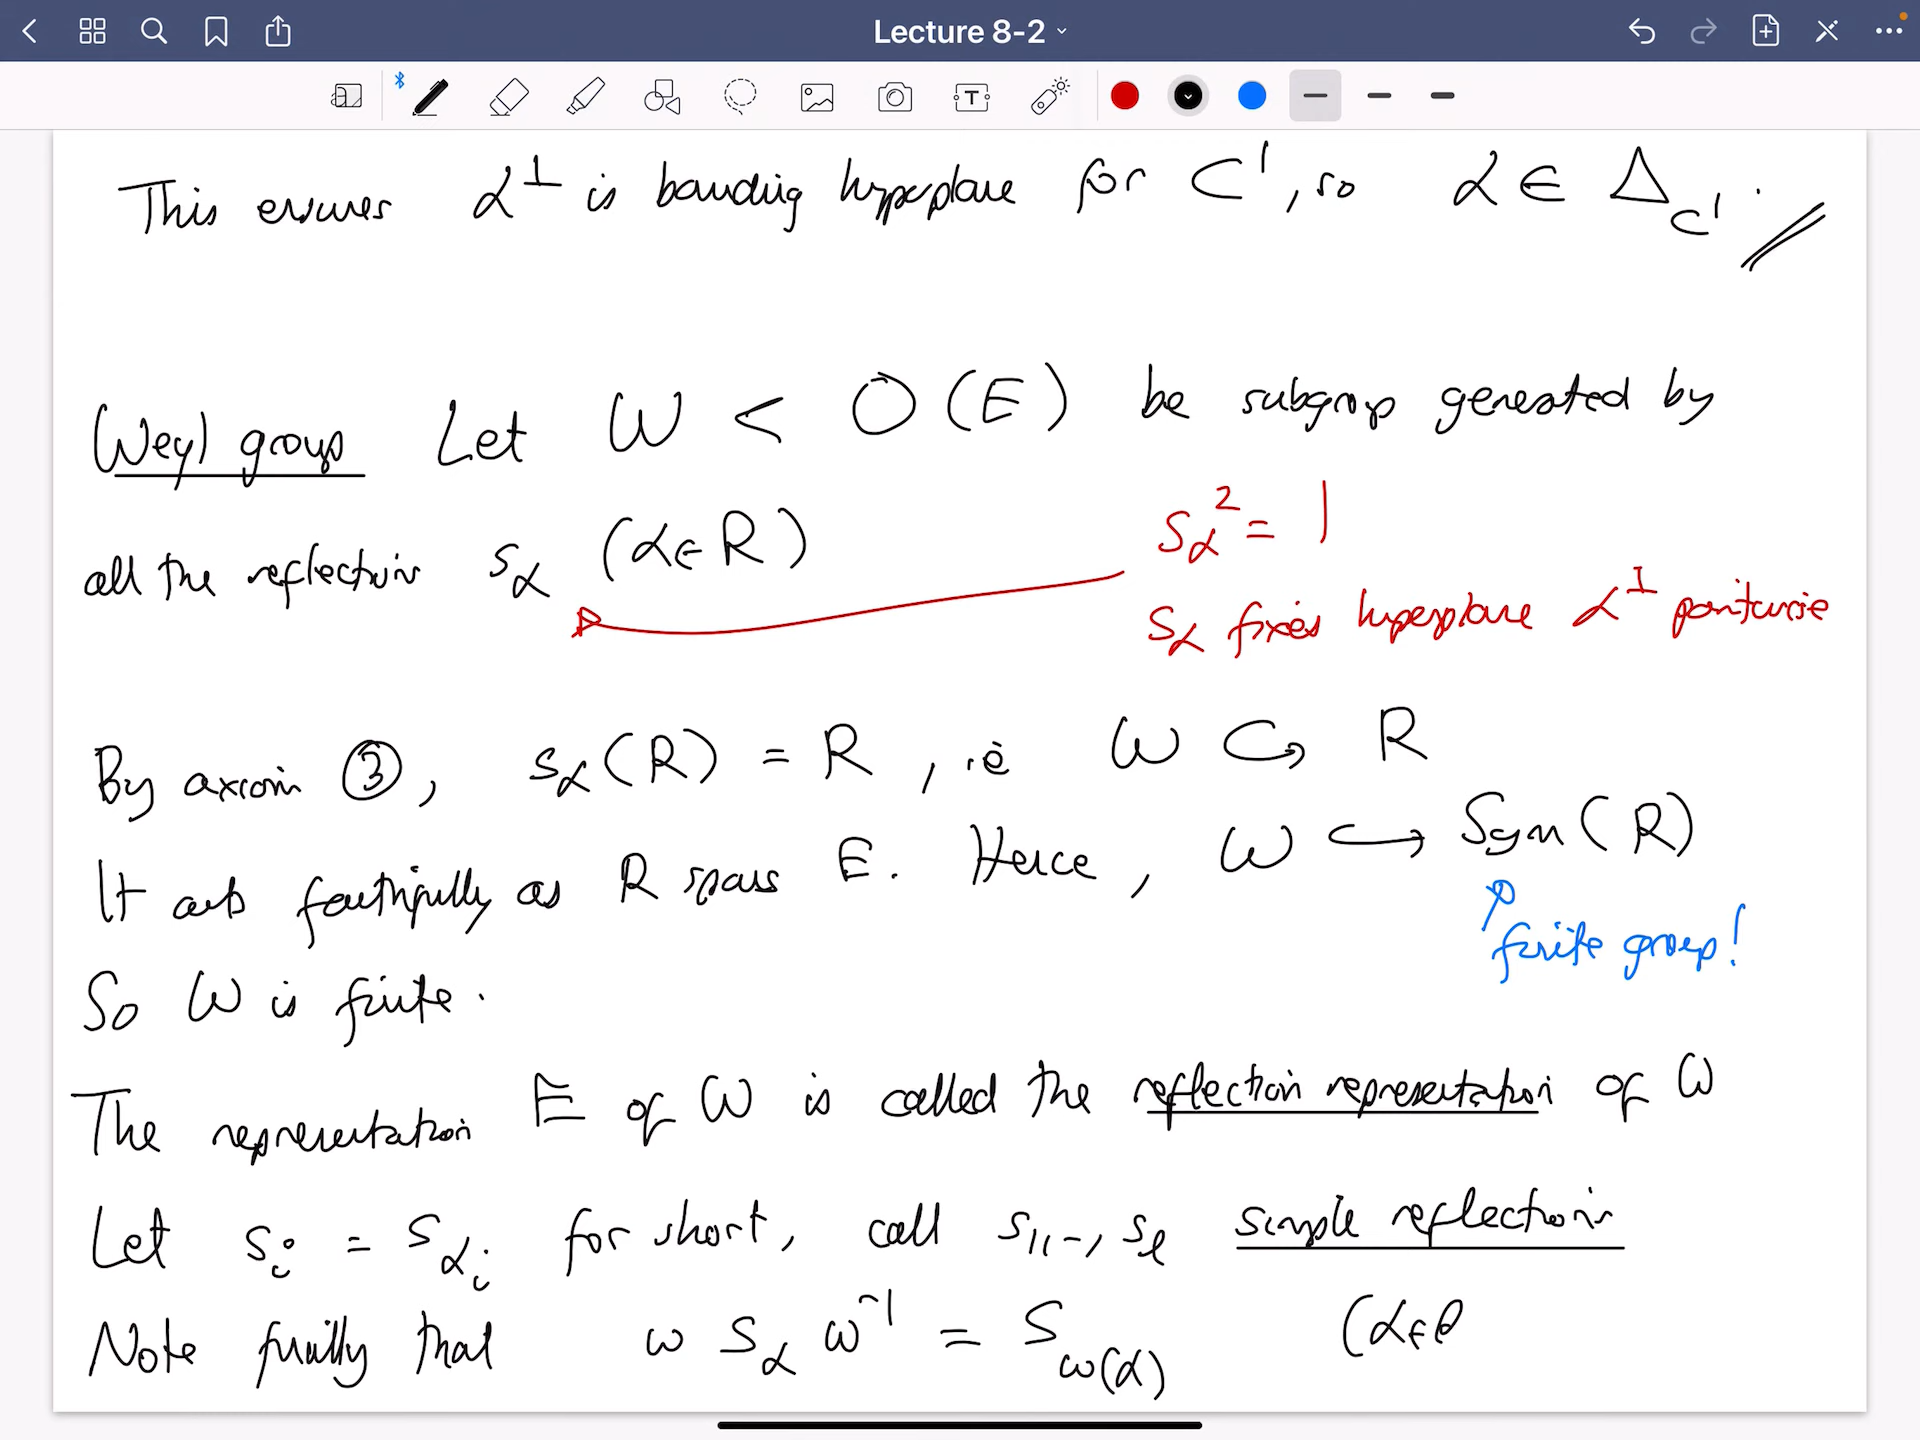 Lecture 8-2
This ensures α^⊥ is bounding hyperplane for C', so α ∈ Δ_C'. //
Weyl group Let W < O(E) be subgroup generated by
all the reflections s_α (α∈R)
s_α² = 1
s_α fixes hyperplane α^⊥ pointwise
By axiom ③, s_α(R) = R, ie W ↻ R
It acts faithfully as R spans E. Hence, W ↪ Sym(R)
finite group!
So W is finite.
The representation E of W is called the reflection representation of W
Let s_i = s_α_i for short, call s_1, -, s_ℓ simple reflections
Note finally that w s_α w^-1 = s_w(α) (α∈